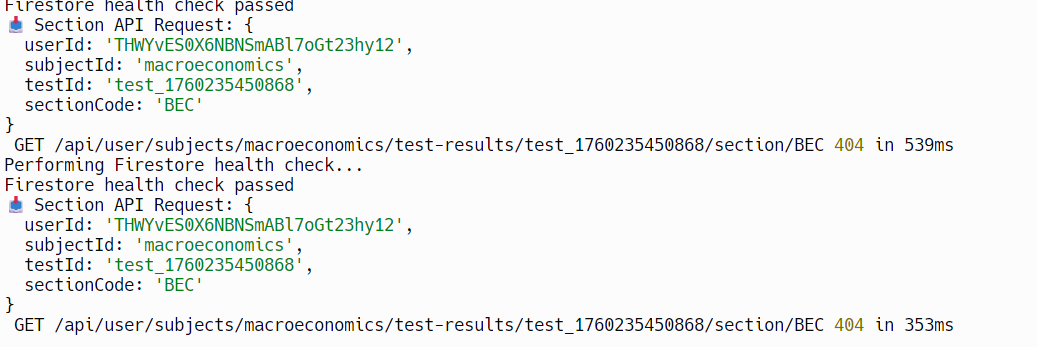 Firestore health check passed
📥 Section API Request: {
  userId: 'THWYvES0X6NBNSmABl7oGt23hy12',
  subjectId: 'macroeconomics',
  testId: 'test_1760235450868',
  sectionCode: 'BEC'
}
 GET /api/user/subjects/macroeconomics/test-results/test_1760235450868/section/BEC 404 in 539ms
Performing Firestore health check...
Firestore health check passed
📥 Section API Request: {
  userId: 'THWYvES0X6NBNSmABl7oGt23hy12',
  subjectId: 'macroeconomics',
  testId: 'test_1760235450868',
  sectionCode: 'BEC'
}
 GET /api/user/subjects/macroeconomics/test-results/test_1760235450868/section/BEC 404 in 353ms